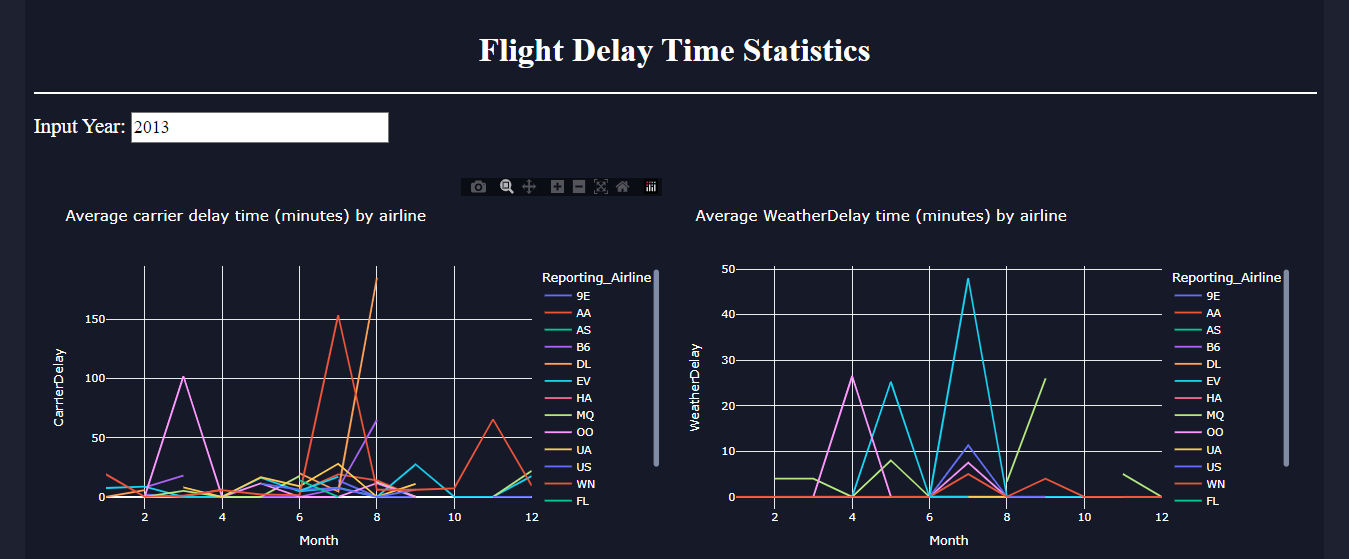 Flight Delay Time Statistics
Input Year: 2013
Average carrier delay time (minutes) by airline
CarrierDelay
150
100
50
0
2 4 6 8 10 12
Month
Reporting_Airline
9E
AA
AS
B6
DL
EV
HA
MQ
OO
UA
US
WN
FL
Average WeatherDelay time (minutes) by airline
WeatherDelay
50
40
30
20
10
0
2 4 6 8 10 12
Month
Reporting_Airline
9E
AA
AS
B6
DL
EV
HA
MQ
OO
UA
US
WN
FL